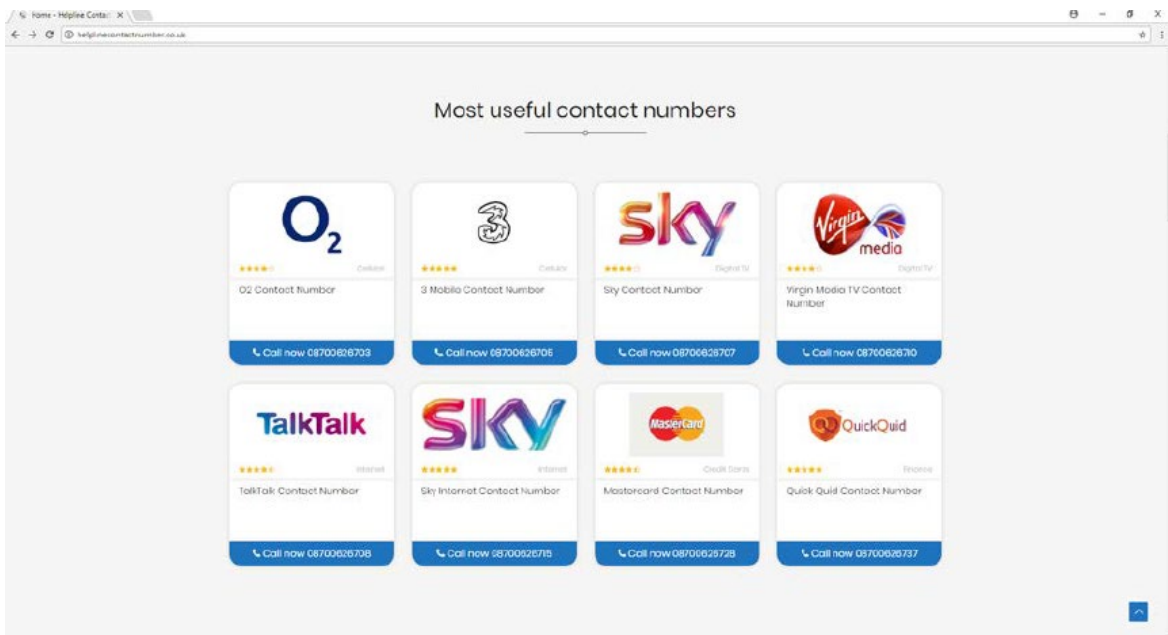 Home - Helpline Contac
helplinecontactnumber.co.uk
Most useful contact numbers
O2
3
sky
Virgin media
Cellular
Cellular
Digital TV
Digital TV
O2 Contact Number
3 Mobile Contact Number
Sky Contact Number
Virgin Media TV Contact
Number
Call now 08700626703
Call now 08700626705
Call now 08700626707
Call now 08700626710
TalkTalk
sky
MasterCard
QuickQuid
Internet
Internet
Finance
TalkTalk Contact Number
Sky Internet Contact Number
Mastercard Contact Number
Quick Quid Contact Number
Call now 08700626708
Call now 08700626715
Call now 08700626728
Call now 08700626737